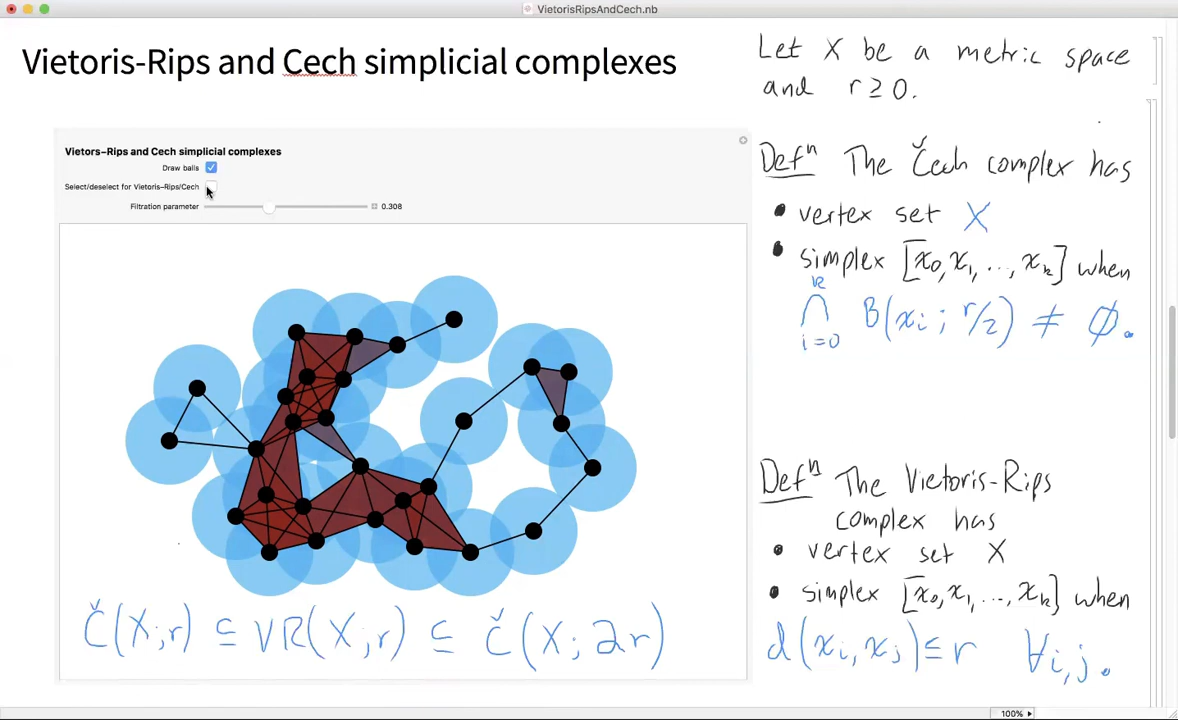 VietorisRipsAndCech.nb
Vietoris-Rips and Cech simplicial complexes
Vietors-Rips and Cech simplicial complexes
Draw balls
Select/deselect for Vietoris-Rips/Cech
Filtration parameter 0.308
Č(X;r) ⊆ VR(X;r) ⊆ Č(X;2r)
Let X be a metric space
and r ≥ 0.
Defⁿ The Čech complex has
• vertex set X
• simplex [x₀,x₁,...,xₖ] when
k
⋂ B(xᵢ; r/2) ≠ ∅.
i=0
Defⁿ The Vietoris-Rips
complex has
• vertex set X
• simplex [x₀,x₁,...,xₖ] when
d(xᵢ,xⱼ) ≤ r ∀i,j.
100%